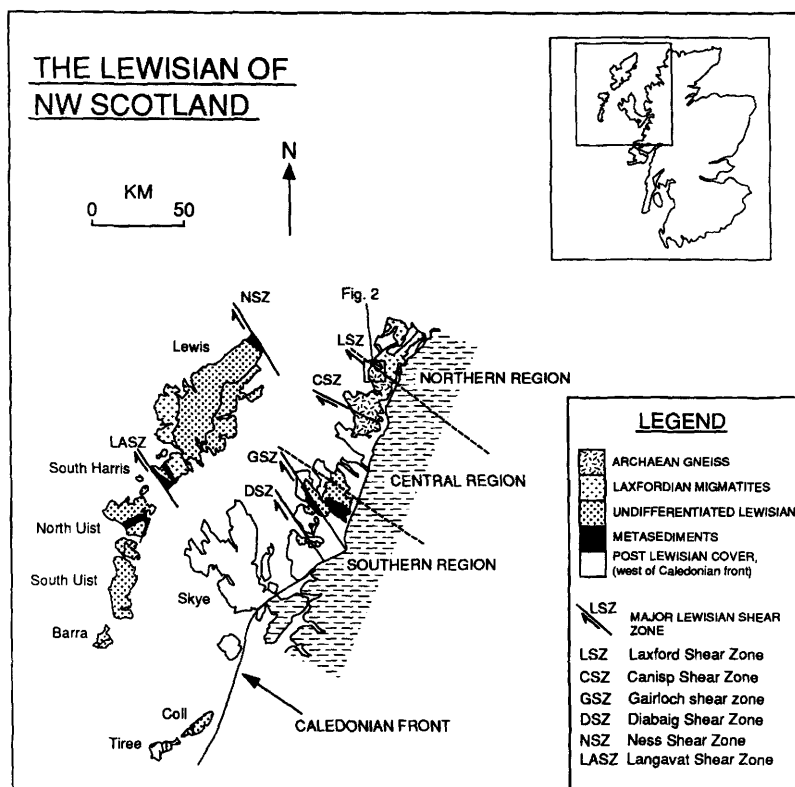 THE LEWISIAN OF
NW SCOTLAND
N
KM
0 50
Fig. 2
NSZ
LSZ
Lewis
CSZ
NORTHERN REGION
LASZ
GSZ
South Harris
CENTRAL REGION
DSZ
North Uist
SOUTHERN REGION
South Uist
Skye
Barra
Coll
CALEDONIAN FRONT
Tiree
LEGEND
ARCHAEAN GNEISS
LAXFORDIAN MIGMATITES
UNDIFFERENTIATED LEWISIAN
METASEDIMENTS
POST LEWISIAN COVER,
(west of Caledonian front)
LSZ MAJOR LEWISIAN SHEAR
ZONE
LSZ Laxford Shear Zone
CSZ Canisp Shear Zone
GSZ Gairloch shear zone
DSZ Diabaig Shear Zone
NSZ Ness Shear Zone
LASZ Langavat Shear Zone